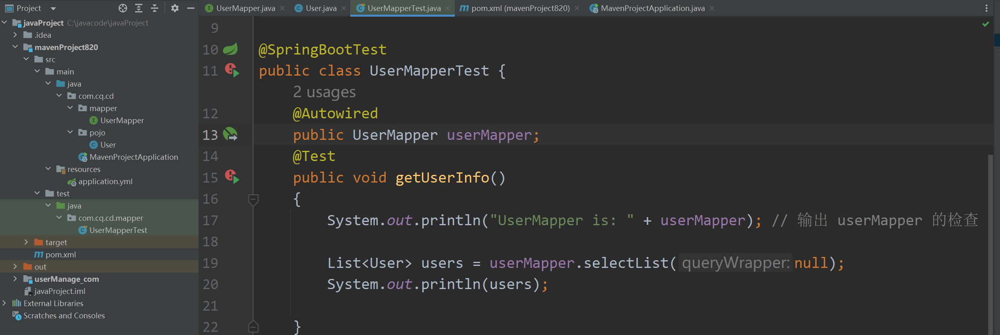 Project
UserMapper.java
User.java
UserMapperTest.java
pom.xml (mavenProject820)
MavenProjectApplication.java
javaProject C:\javacode\javaProject
.idea
mavenProject820
src
main
java
com.cq.cd
mapper
UserMapper
pojo
User
MavenProjectApplication
resources
application.yml
test
java
com.cq.cd.mapper
UserMapperTest
target
pom.xml
out
userManage_com
javaProject.iml
External Libraries
Scratches and Consoles
9
10 @SpringBootTest
11 public class UserMapperTest {
2 usages
12 @Autowired
13 public UserMapper userMapper;
14 @Test
15 public void getUserInfo()
16 {
17 System.out.println("UserMapper is: " + userMapper); // 输出 userMapper 的检查
18
19 List<User> users = userMapper.selectList( queryWrapper: null);
20 System.out.println(users);
21
22 }